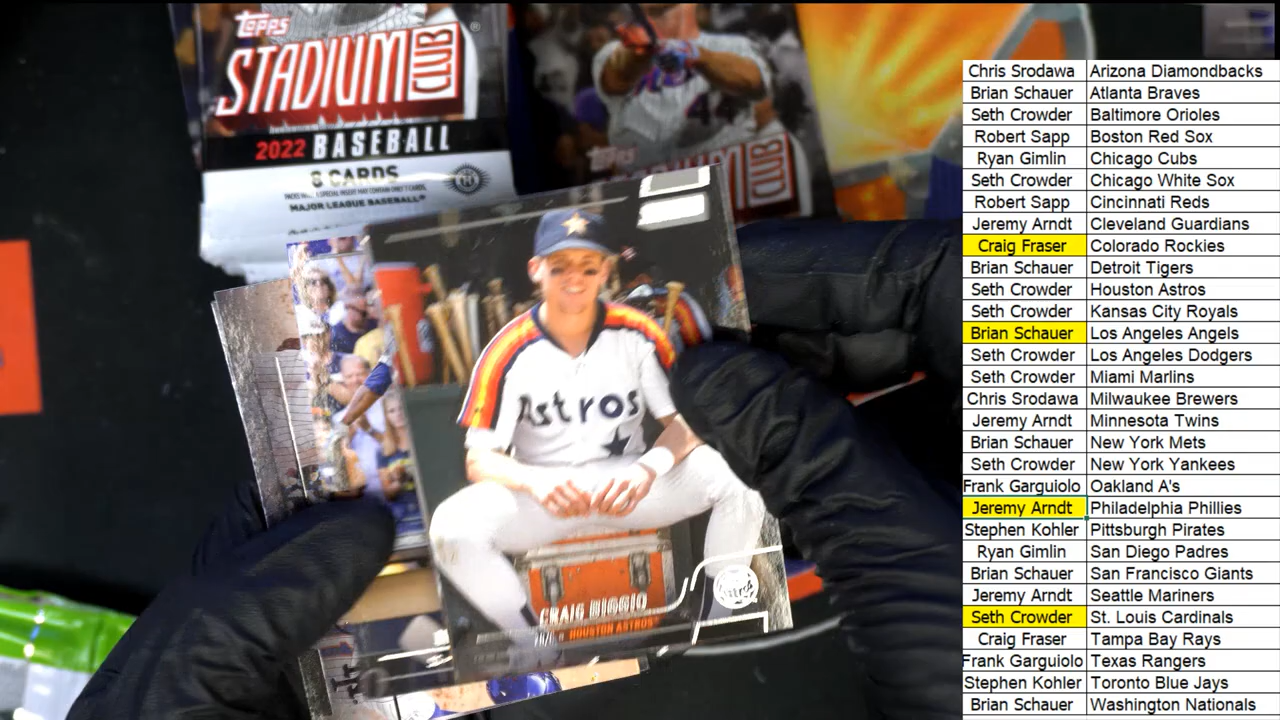 Topps
STADIUM CLUB
®
2022 BASEBALL
8 CARDS
MAJOR LEAGUE BASEBALL®
CLUB
Astros
CRAIG BIGGIO
HOUSTON ASTROS
Chris Srodawa Arizona Diamondbacks
Brian Schauer Atlanta Braves
Seth Crowder Baltimore Orioles
Robert Sapp Boston Red Sox
Ryan Gimlin Chicago Cubs
Seth Crowder Chicago White Sox
Robert Sapp Cincinnati Reds
Jeremy Arndt Cleveland Guardians
Craig Fraser Colorado Rockies
Brian Schauer Detroit Tigers
Seth Crowder Houston Astros
Seth Crowder Kansas City Royals
Brian Schauer Los Angeles Angels
Seth Crowder Los Angeles Dodgers
Seth Crowder Miami Marlins
Chris Srodawa Milwaukee Brewers
Jeremy Arndt Minnesota Twins
Brian Schauer New York Mets
Seth Crowder New York Yankees
Frank Garguiolo Oakland A's
Jeremy Arndt Philadelphia Phillies
Stephen Kohler Pittsburgh Pirates
Ryan Gimlin San Diego Padres
Brian Schauer San Francisco Giants
Jeremy Arndt Seattle Mariners
Seth Crowder St. Louis Cardinals
Craig Fraser Tampa Bay Rays
Frank Garguiolo Texas Rangers
Stephen Kohler Toronto Blue Jays
Brian Schauer Washington Nationals